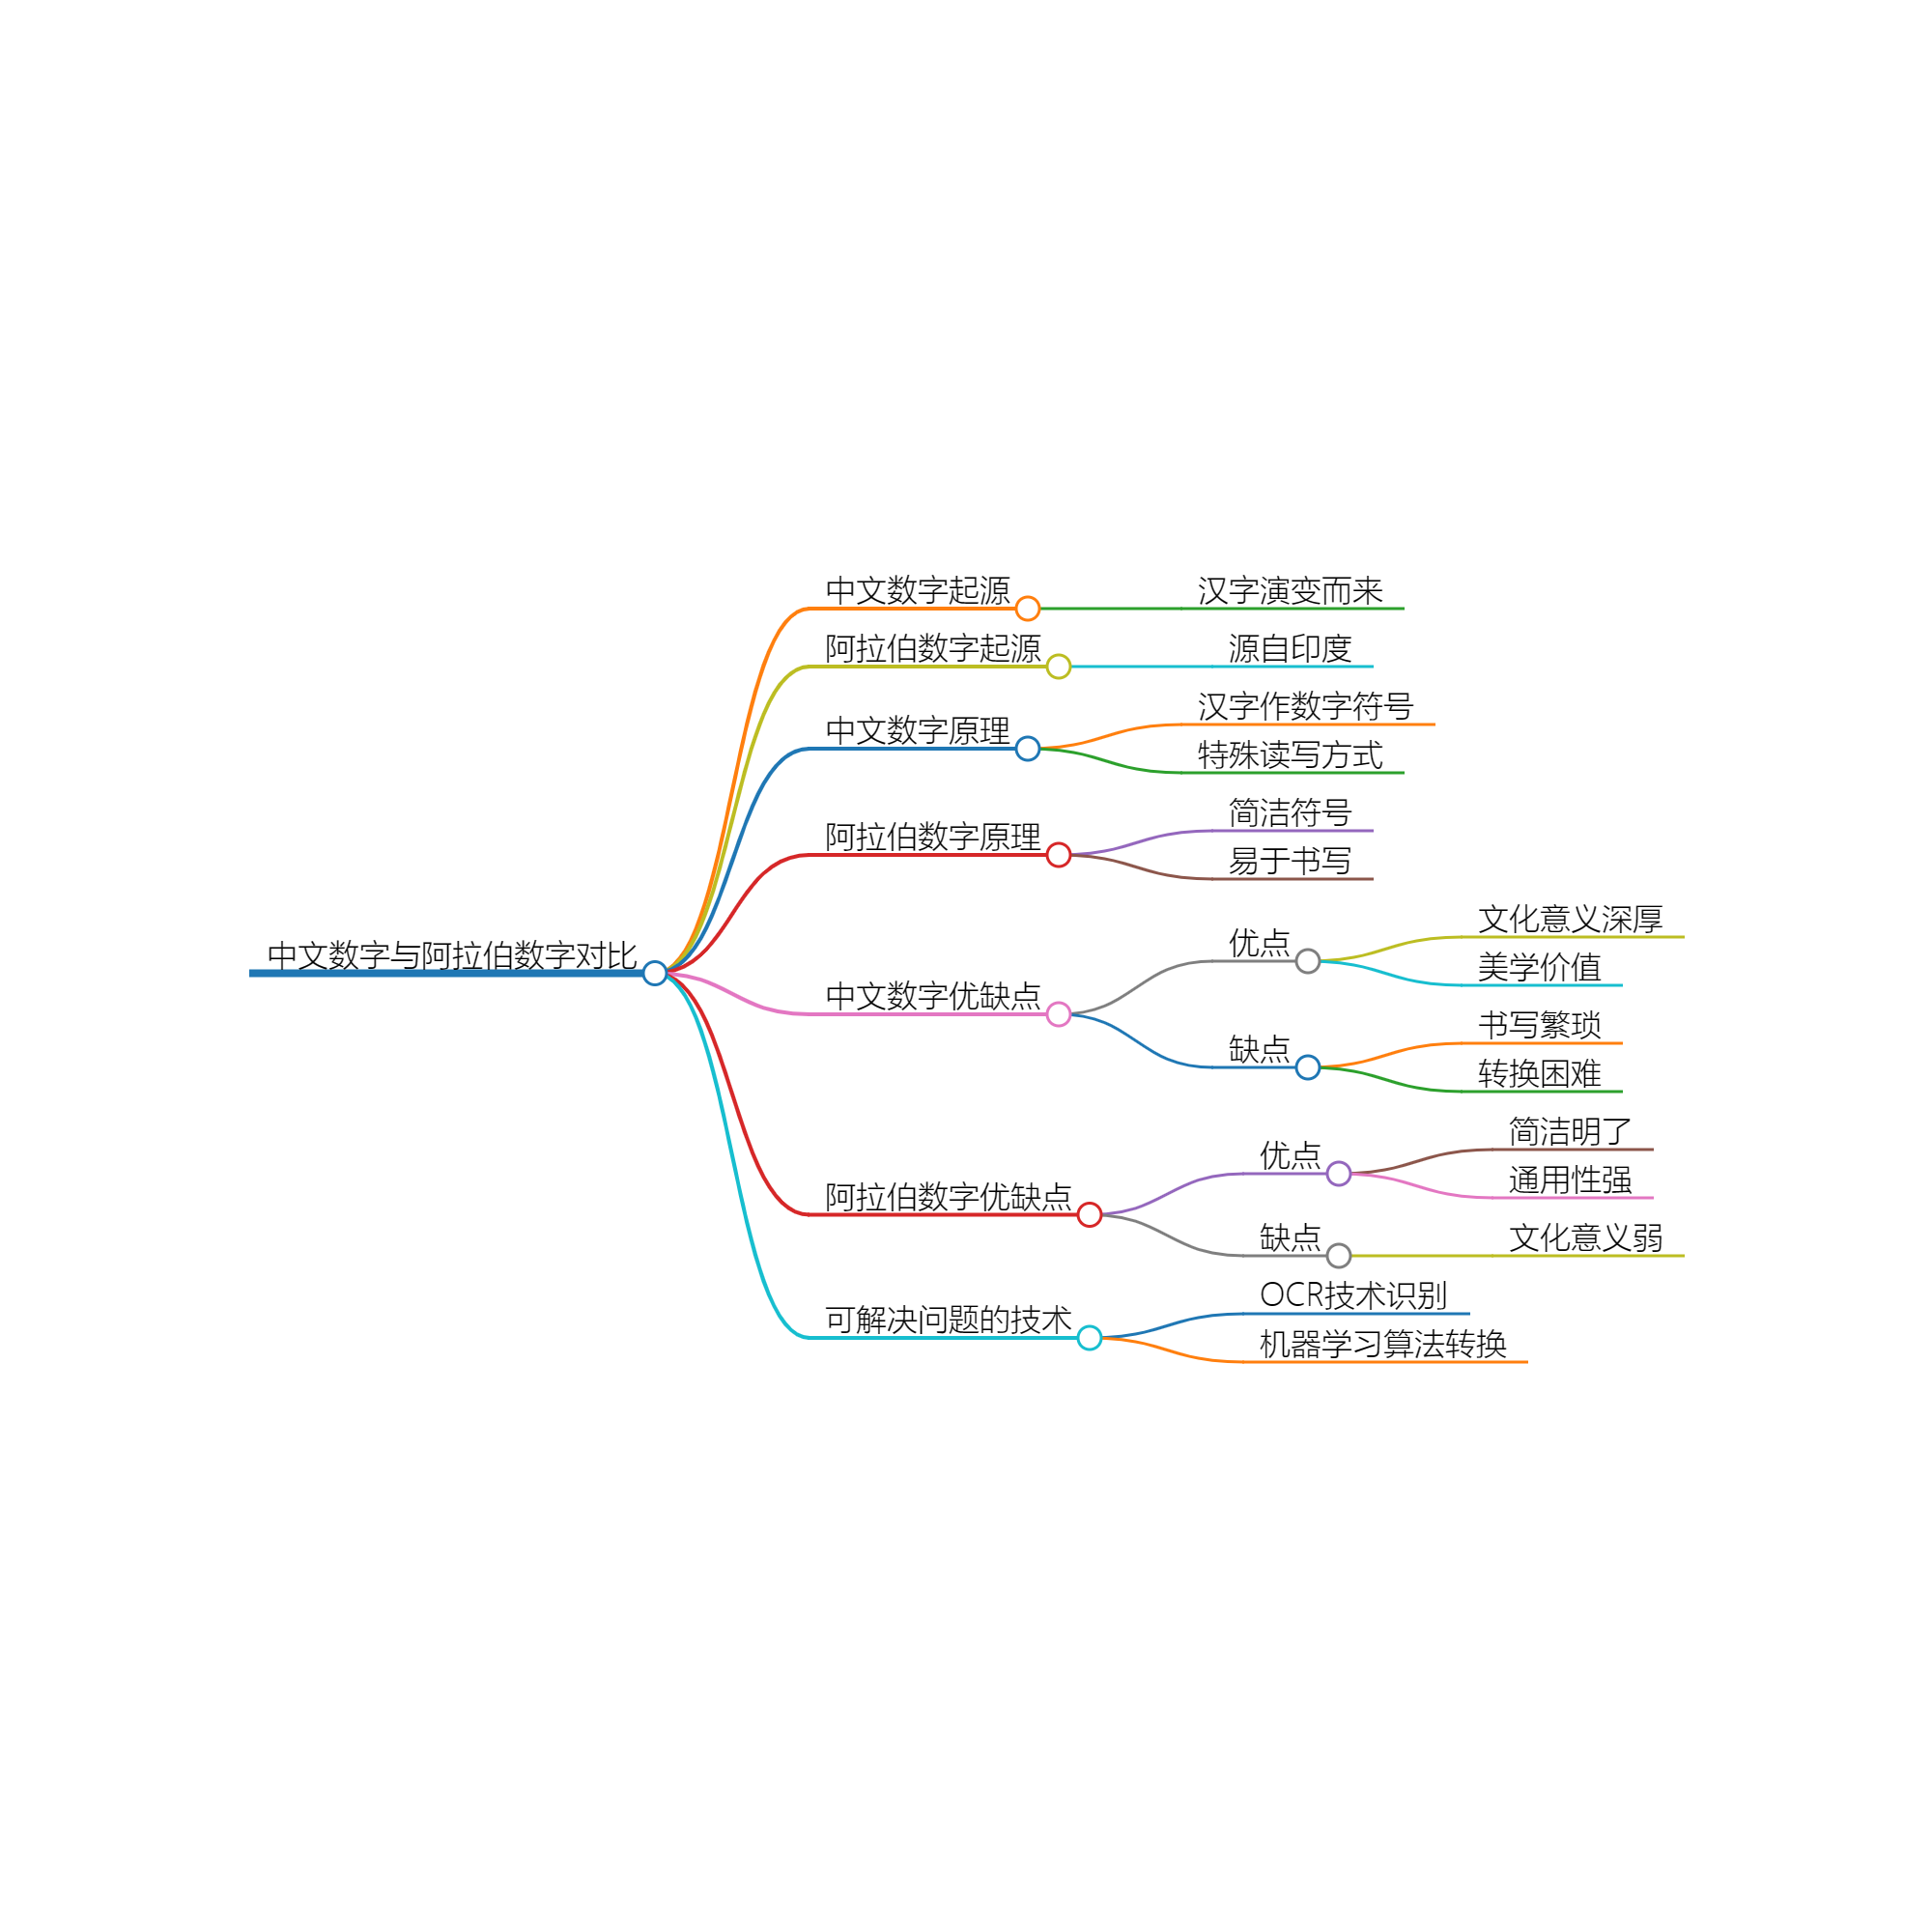 中文数字与阿拉伯数字对比
中文数字起源
汉字演变而来
阿拉伯数字起源
源自印度
中文数字原理
汉字作数字符号
特殊读写方式
阿拉伯数字原理
简洁符号
易于书写
中文数字优缺点
优点
文化意义深厚
美学价值
缺点
书写繁琐
转换困难
阿拉伯数字优缺点
优点
简洁明了
通用性强
缺点
文化意义弱
可解决问题的技术
OCR技术识别
机器学习算法转换